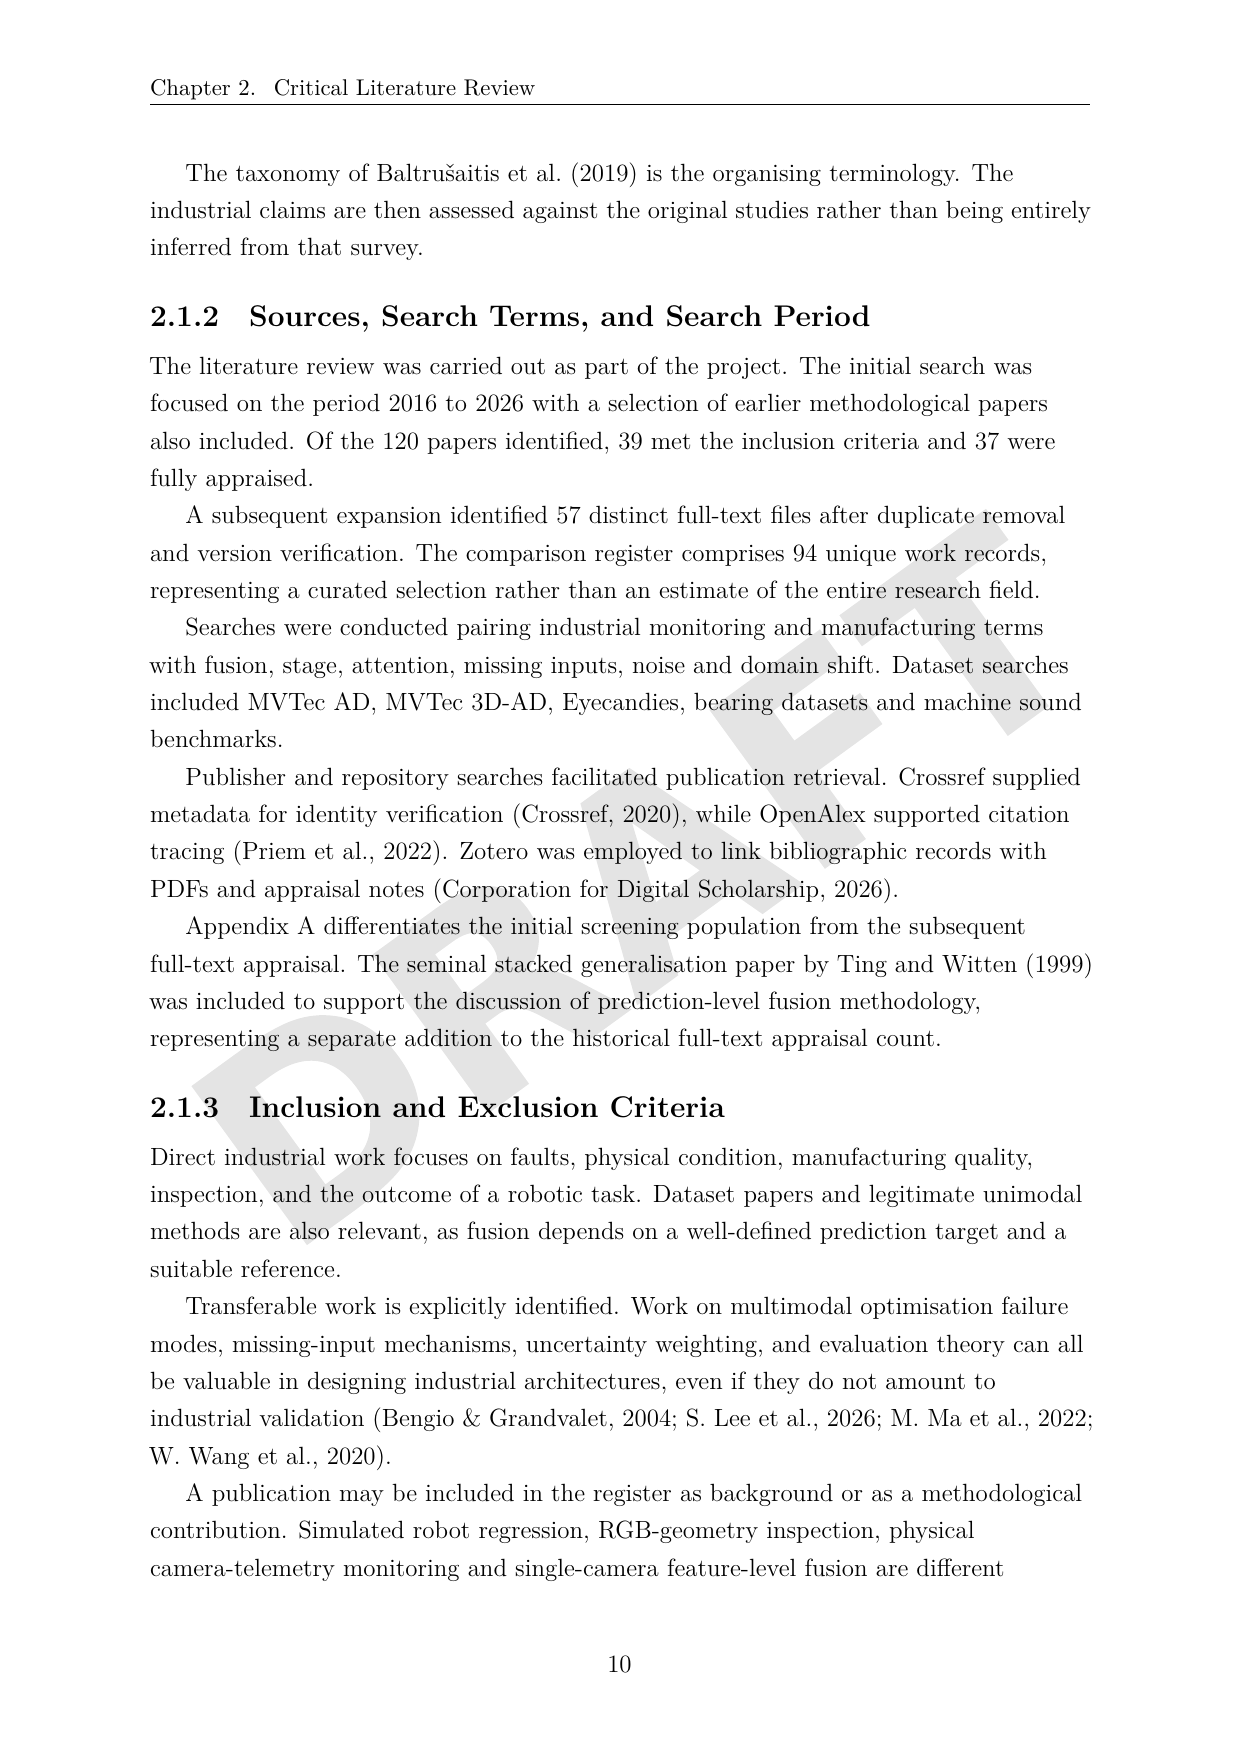 Chapter 2. Critical Literature Review
The taxonomy of Baltrušaitis et al. (2019) is the organising terminology. The
industrial claims are then assessed against the original studies rather than being entirely
inferred from that survey.
2.1.2 Sources, Search Terms, and Search Period
The literature review was carried out as part of the project. The initial search was
focused on the period 2016 to 2026 with a selection of earlier methodological papers
also included. Of the 120 papers identified, 39 met the inclusion criteria and 37 were
fully appraised.
A subsequent expansion identified 57 distinct full-text files after duplicate removal
and version verification. The comparison register comprises 94 unique work records,
representing a curated selection rather than an estimate of the entire research field.
Searches were conducted pairing industrial monitoring and manufacturing terms
with fusion, stage, attention, missing inputs, noise and domain shift. Dataset searches
included MVTec AD, MVTec 3D-AD, Eyecandies, bearing datasets and machine sound
benchmarks.
Publisher and repository searches facilitated publication retrieval. Crossref supplied
metadata for identity verification (Crossref, 2020), while OpenAlex supported citation
tracing (Priem et al., 2022). Zotero was employed to link bibliographic records with
PDFs and appraisal notes (Corporation for Digital Scholarship, 2026).
Appendix A differentiates the initial screening population from the subsequent
full-text appraisal. The seminal stacked generalisation paper by Ting and Witten (1999)
was included to support the discussion of prediction-level fusion methodology,
representing a separate addition to the historical full-text appraisal count.
2.1.3 Inclusion and Exclusion Criteria
Direct industrial work focuses on faults, physical condition, manufacturing quality,
inspection, and the outcome of a robotic task. Dataset papers and legitimate unimodal
methods are also relevant, as fusion depends on a well-defined prediction target and a
suitable reference.
Transferable work is explicitly identified. Work on multimodal optimisation failure
modes, missing-input mechanisms, uncertainty weighting, and evaluation theory can all
be valuable in designing industrial architectures, even if they do not amount to
industrial validation (Bengio & Grandvalet, 2004; S. Lee et al., 2026; M. Ma et al., 2022;
W. Wang et al., 2020).
A publication may be included in the register as background or as a methodological
contribution. Simulated robot regression, RGB-geometry inspection, physical
camera-telemetry monitoring and single-camera feature-level fusion are different
10
DRAFT